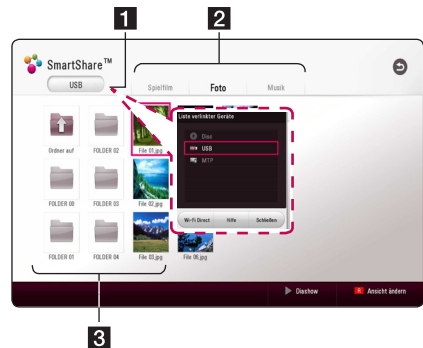 1
2
SmartShare™
USB
Spielfilm
Foto
Musik
Liste verlinkter Geräte
Disc
USB
MTP
Wi-Fi Direct
Hilfe
Schließen
Ordner auf
FOLDER 02
File 01.jpg
FOLDER 00
FOLDER 03
File 02.jpg
FOLDER 01
FOLDER 04
File 03.jpg
File 06.jpg
Diashow
Ansicht ändern
3